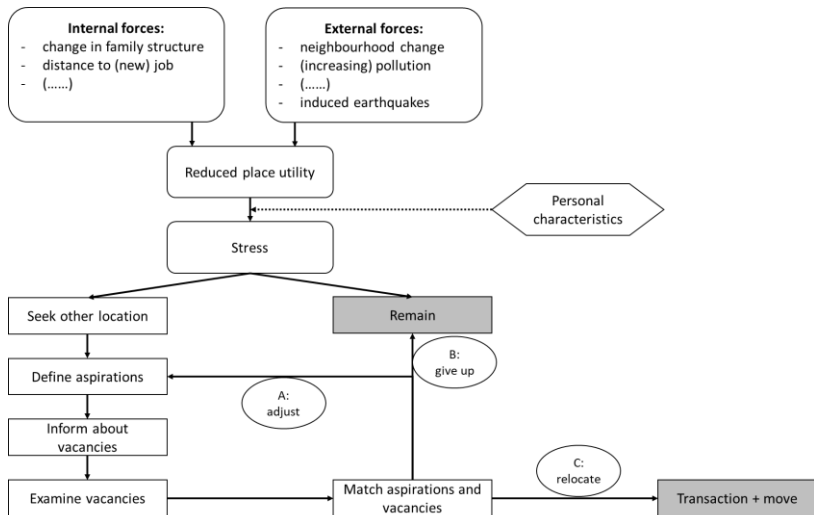 Internal forces:
- change in family structure
- distance to (new) job
- (……)
External forces:
- neighbourhood change
- (increasing) pollution
- (……)
- induced earthquakes
Reduced place utility
Personal
characteristics
Stress
Seek other location
Remain
B:
give up
Define aspirations
A:
adjust
Inform about
vacancies
C:
relocate
Examine vacancies
Match aspirations and
vacancies
Transaction + move